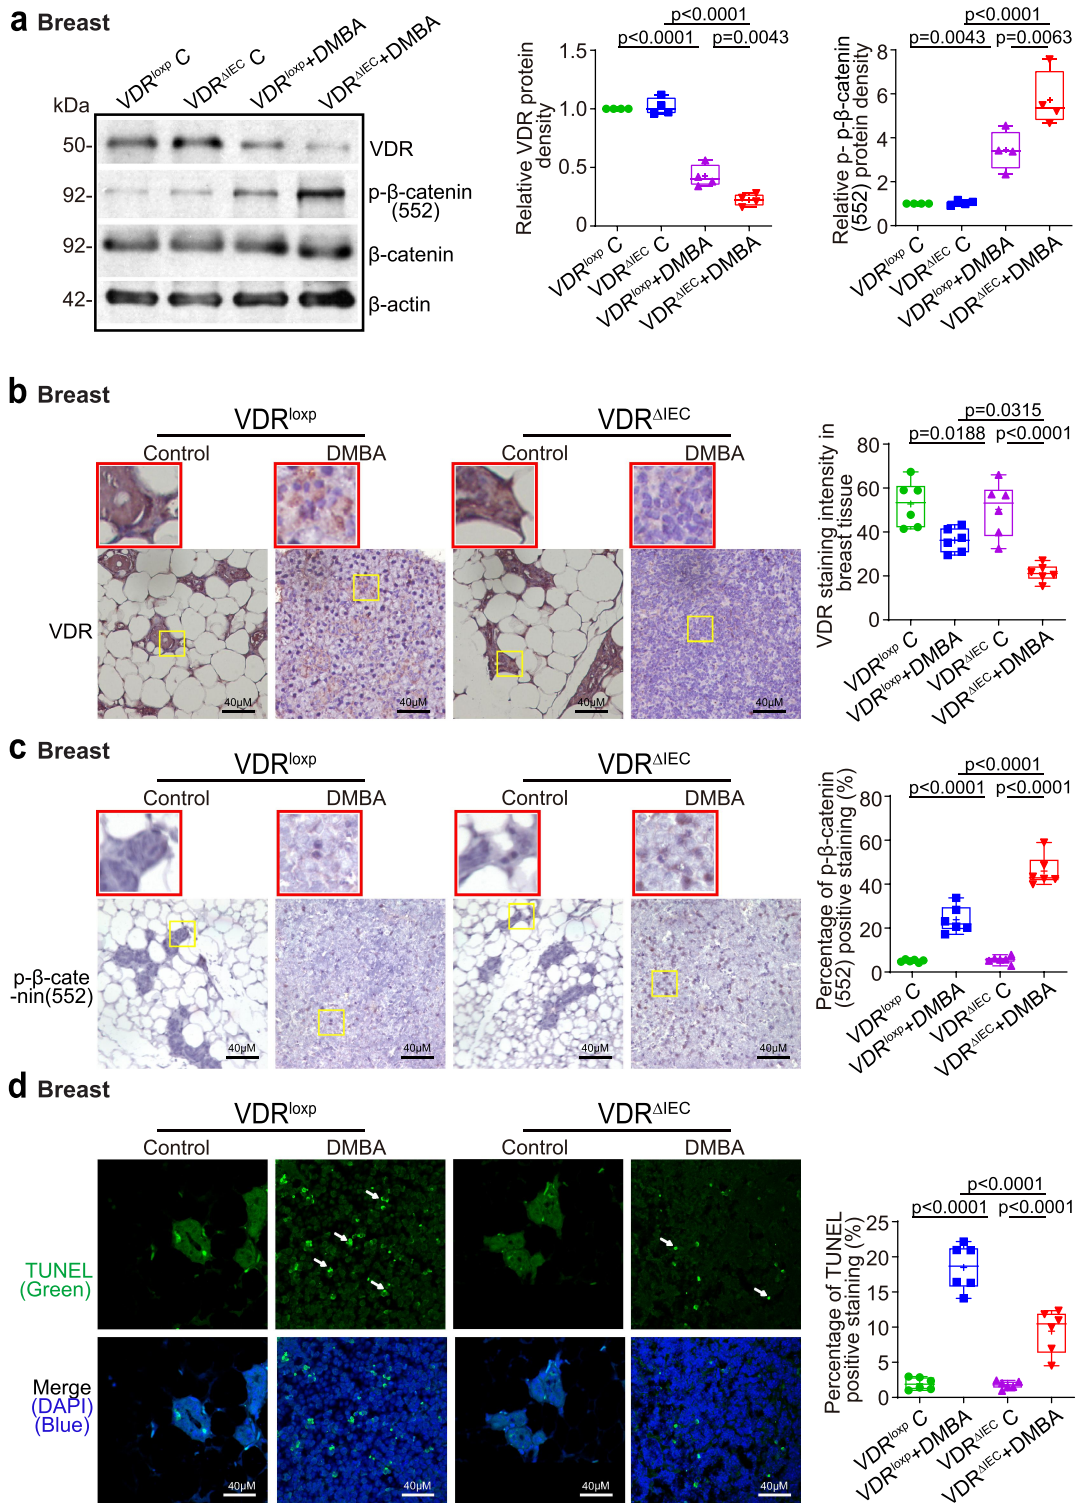 a Breast
VDRloxp C
VDRΔIEC C
VDRloxp+DMBA
VDRΔIEC+DMBA
kDa
50-
VDR
92-
p-β-catenin
(552)
92-
β-catenin
42-
β-actin
p<0.0001
p<0.0001 p=0.0043
Relative VDR protein
density
1.5
1.0
0.5
0
VDRloxp C
VDRΔIEC C
VDRloxp+DMBA
VDRΔIEC+DMBA
p<0.0001
p=0.0043 p=0.0063
Relative p- p-β-catenin
(552) protein density
8
6
4
2
0
VDRloxp C
VDRΔIEC C
VDRloxp+DMBA
VDRΔIEC+DMBA
b Breast
VDRloxp
VDRΔIEC
Control
DMBA
Control
DMBA
VDR
40μM
40μM
40μM
40μM
p=0.0315
p=0.0188 p<0.0001
VDR staining intensity in
breast tissue
80
60
40
20
0
VDRloxp C
VDRloxp+DMBA
VDRΔIEC C
VDRΔIEC+DMBA
c Breast
VDRloxp
VDRΔIEC
Control
DMBA
Control
DMBA
p-β-cate
-nin(552)
40μM
40μM
40μM
40μM
p<0.0001
p<0.0001 p<0.0001
Percentage of p-β-catenin
(552) positive staining (%)
80
60
40
20
0
VDRloxp C
VDRloxp+DMBA
VDRΔIEC C
VDRΔIEC+DMBA
d Breast
VDRloxp
VDRΔIEC
Control
DMBA
Control
DMBA
TUNEL
(Green)
Merge
(DAPI)
(Blue)
40μM
40μM
40μM
40μM
p<0.0001
p<0.0001 p<0.0001
Percentage of TUNEL
positive staining (%)
25
20
15
10
5
0
VDRloxp C
VDRloxp+DMBA
VDRΔIEC C
VDRΔIEC+DMBA